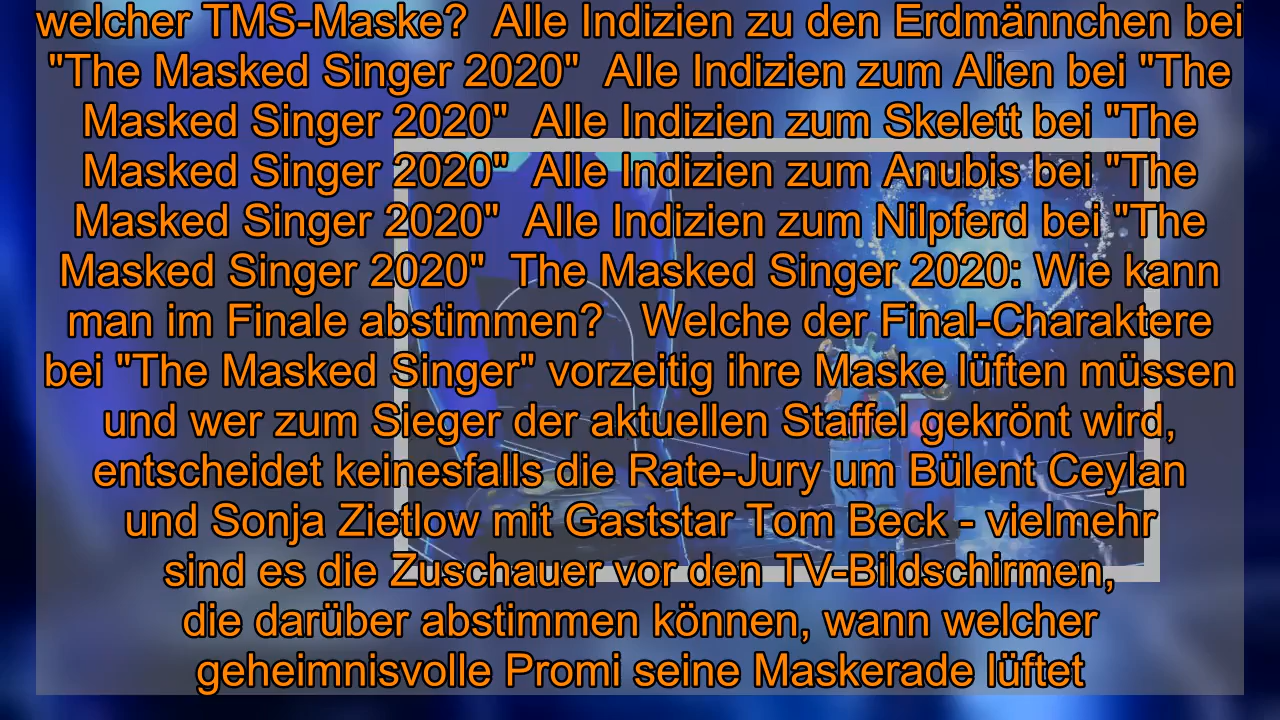 welcher TMS-Maske?  Alle Indizien zu den Erdmännchen bei
"The Masked Singer 2020"  Alle Indizien zum Alien bei "The
Masked Singer 2020"  Alle Indizien zum Skelett bei "The
Masked Singer 2020"  Alle Indizien zum Anubis bei "The
Masked Singer 2020"  Alle Indizien zum Nilpferd bei "The
Masked Singer 2020"  The Masked Singer 2020: Wie kann
man im Finale abstimmen?  Welche der Final-Charaktere
bei "The Masked Singer" vorzeitig ihre Maske lüften müssen
und wer zum Sieger der aktuellen Staffel gekrönt wird,
entscheidet keinesfalls die Rate-Jury um Bülent Ceylan
und Sonja Zietlow mit Gaststar Tom Beck - vielmehr
sind es die Zuschauer vor den TV-Bildschirmen,
die darüber abstimmen können, wann welcher
geheimnisvolle Promi seine Maskerade lüftet